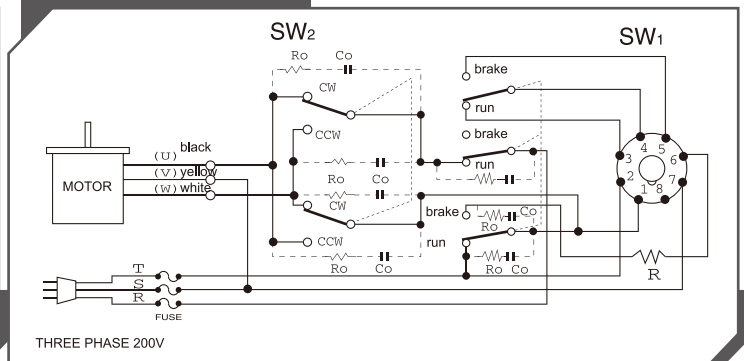 SW2
SW1
Ro Co
brake
CW
run
(U) black
CCW
brake
4 5
3 6
(V) yellow
run
2 7
MOTOR
Ro Co
1 8
(W) white
CW
brake
Co
Ro
CCW
run
T
Ro Co
Ro Co
R
S
R
FUSE
THREE PHASE 200V